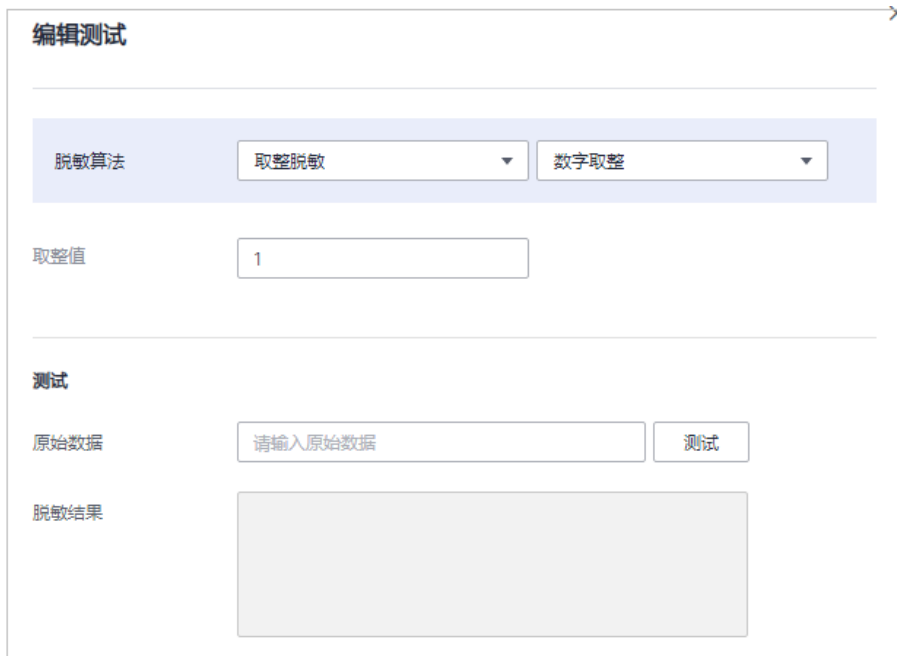 编辑测试
脱敏算法 取整脱敏 数字取整
取整值 1
测试
原始数据 请输入原始数据 测试
脱敏结果